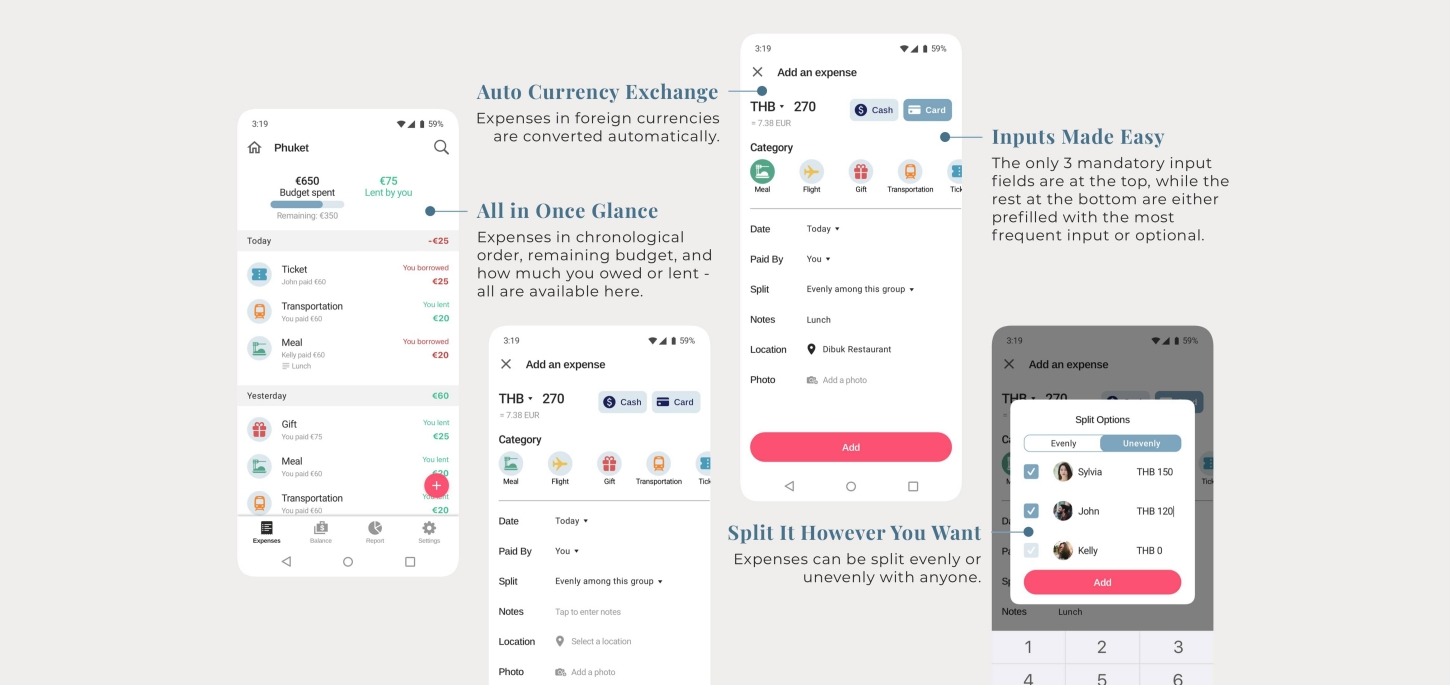 3:19
59%
Phuket
€650
Budget spent
Remaining: €350
€75
Lent by you
Today
-€25
Ticket
John paid €60
You borrowed
€25
Transportation
You paid €60
You lent
€20
Meal
Kelly paid €60
Lunch
You borrowed
€20
Yesterday
€60
Gift
You paid €75
You lent
€25
Meal
You paid €60
You lent
€20
+
Transportation
You paid €60
You lent
€20
Expenses
Balance
Report
Settings
Auto Currency Exchange
Expenses in foreign currencies
are converted automatically.
All in Once Glance
Expenses in chronological
order, remaining budget, and
how much you owed or lent -
all are available here.
3:19
59%
Add an expense
THB
270
= 7.38 EUR
Cash
Card
Category
Meal
Flight
Gift
Transportation
Tick
Date
Today
Paid By
You
Split
Evenly among this group
Notes
Tap to enter notes
Location
Select a location
Photo
Add a photo
3:19
59%
Add an expense
THB
270
= 7.38 EUR
Cash
Card
Category
Meal
Flight
Gift
Transportation
Tick
Date
Today
Paid By
You
Split
Evenly among this group
Notes
Lunch
Location
Dibuk Restaurant
Photo
Add a photo
Add
Inputs Made Easy
The only 3 mandatory input
fields are at the top, while the
rest at the bottom are either
prefilled with the most
frequent input or optional.
Split It However You Want
Expenses can be split evenly or
unevenly with anyone.
3:19
59%
Add an expense
Split Options
Evenly
Unevenly
Sylvia
THB 150
John
THB 120
Kelly
THB 0
Add
Notes
Lunch
1
2
3
4
5
6